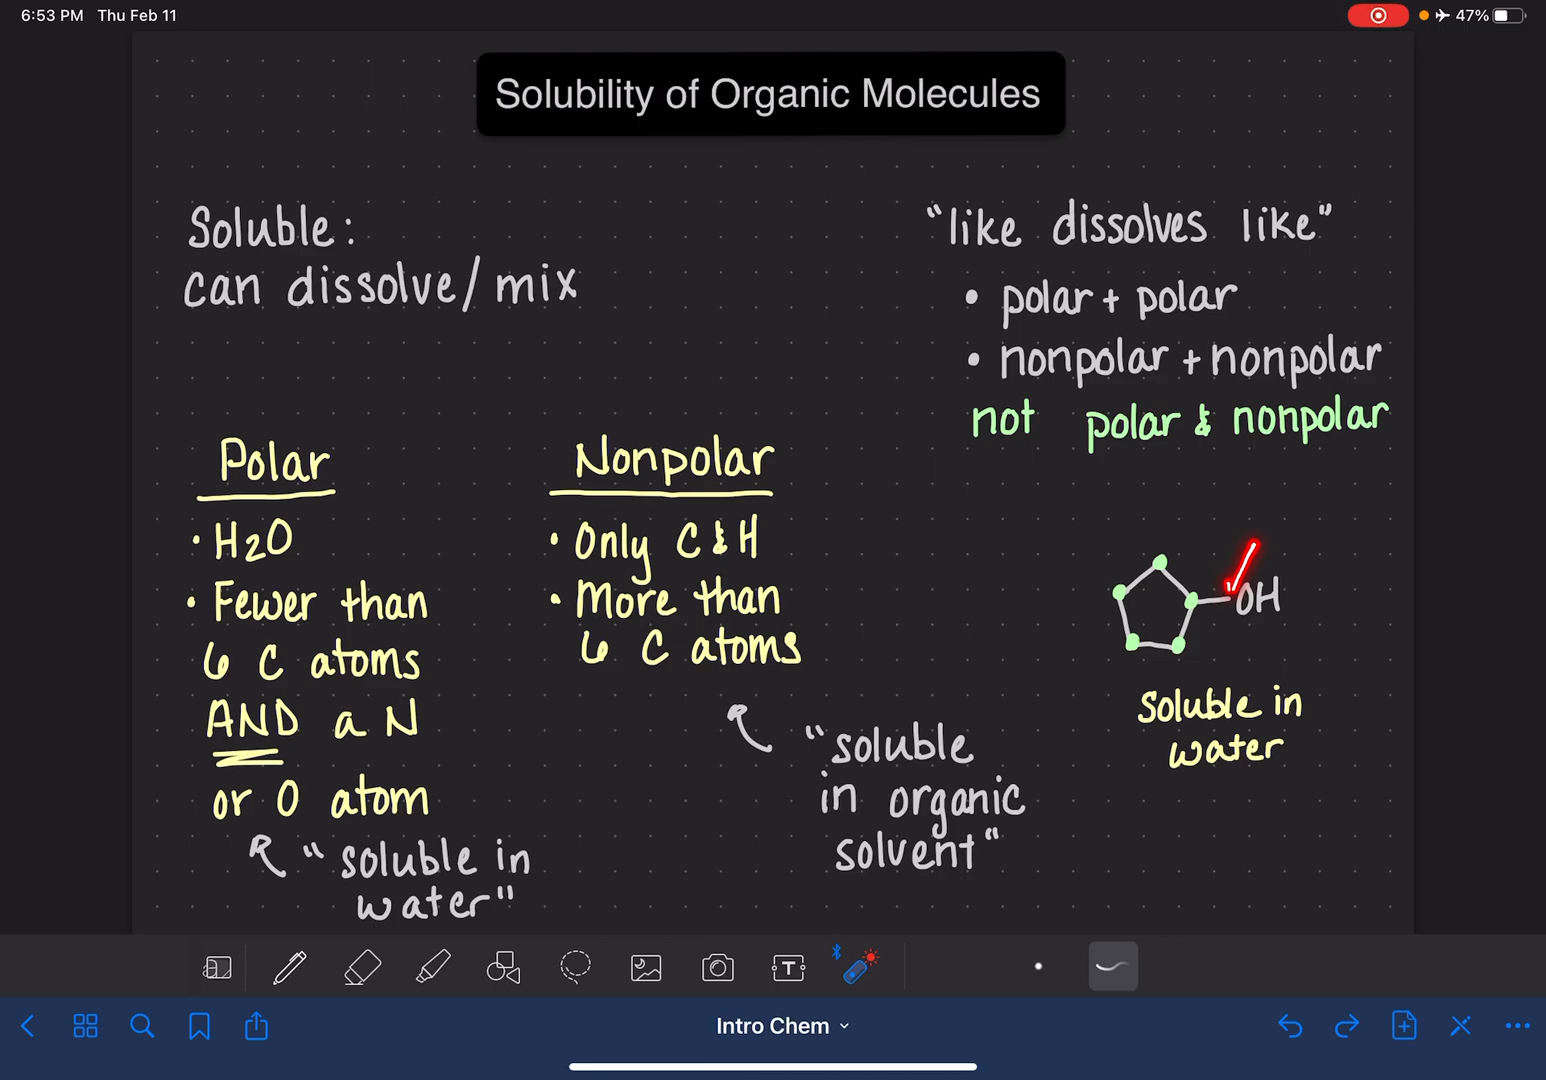 6:53 PM Thu Feb 11
47%
Solubility of Organic Molecules
Soluble:
can dissolve/mix
"like dissolves like"
• polar + polar
• nonpolar + nonpolar
not polar & nonpolar
Polar
• H2O
• Fewer than
6 C atoms
AND a N
or O atom
"soluble in
water"
Nonpolar
• Only C & H
• More than
6 C atoms
"soluble
in organic
solvent"
OH
Soluble in
water
T
Intro Chem